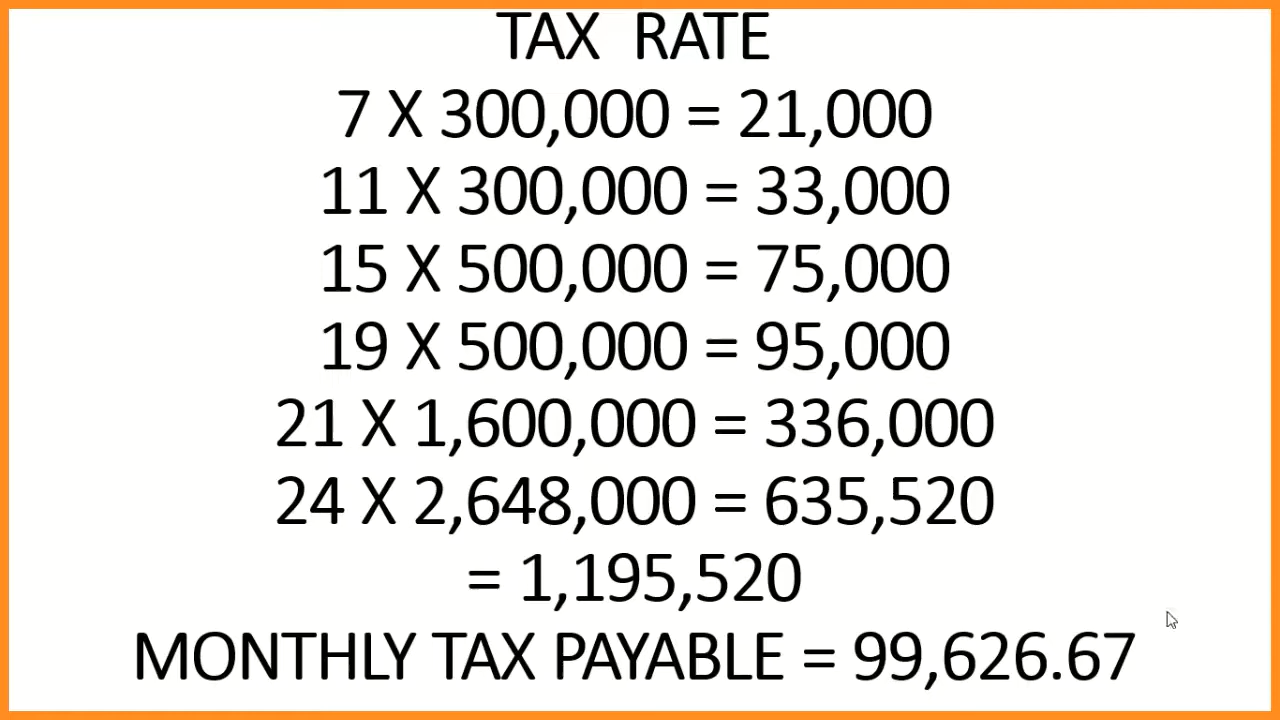 TAX RATE
7 X 300,000 = 21,000
11 X 300,000 = 33,000
15 X 500,000 = 75,000
19 X 500,000 = 95,000
21 X 1,600,000 = 336,000
24 X 2,648,000 = 635,520
= 1,195,520
MONTHLY TAX PAYABLE = 99,626.67